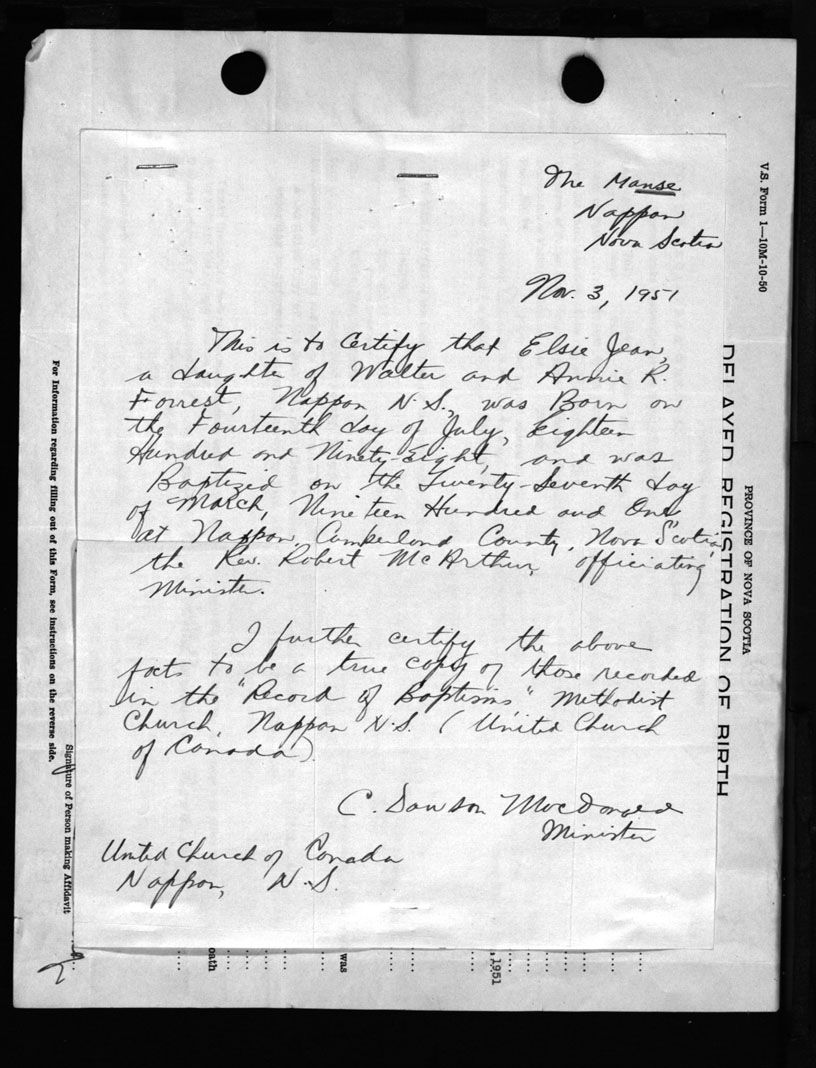 The Manse
Nappan
Nova Scotia
Nov. 3, 1951
This is to Certify that Elsie Jean,
a daughter of Walter and Annie R.
Forrest, Nappan N.S., was Born on
the Fourteenth day of July, Eighteen
Hundred and Ninety-Eight, and was
Baptized on the Twenty-Seventh day
of March, Nineteen Hundred and One
at Nappan, Cumberland County, Nova Scotia,
the Rev. Robert McArthur, officiating
Minister.
I further certify the above
facts to be a true copy of those recorded
in the "Record of Baptisms" Methodist
Church, Nappan N.S. (United Church
of Canada).
C. Dawson MacDonald
Minister
United Church of Canada
Nappan, N.S.
V.S. Form 1—10M-10-50
PROVINCE OF NOVA SCOTIA
DELAYED REGISTRATION OF BIRTH
For information regarding filling out of this Form, see instructions on the reverse side.
Signature of Person making Affidavit
oath
was
, 1951